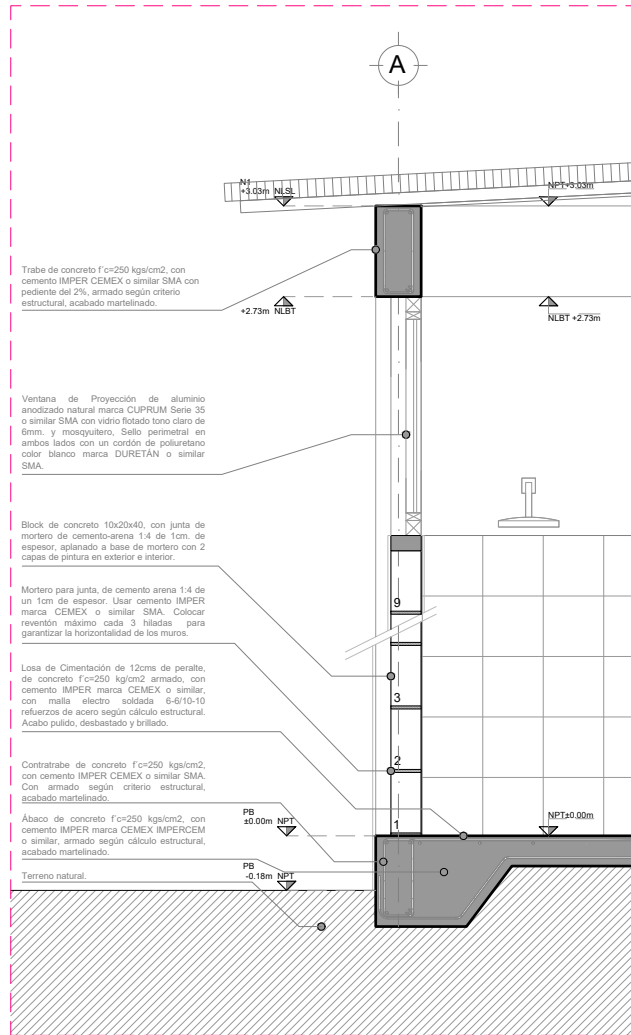 A
N1
+3.03m NLSL
NPT+3.03m
Trabe de concreto f´c=250 kgs/cm2, con
cemento IMPER CEMEX o similar SMA con
pediente del 2%, armado según criterio
estructural, acabado martelinado.
+2.73m NLBT
NLBT +2.73m
Ventana de Proyección de aluminio
anodizado natural marca CUPRUM Serie 35
o similar SMA con vidrio flotado tono claro de
6mm. y mosqyuitero, Sello perimetral en
ambos lados con un cordón de poliuretano
color blanco marca DURETÁN o similar
SMA.
Block de concreto 10x20x40, con junta de
mortero de cemento-arena 1:4 de 1cm. de
espesor, aplanado a base de mortero con 2
capas de pintura en exterior e interior.
9
Mortero para junta, de cemento arena 1:4 de
un 1cm de espesor. Usar cemento IMPER
marca CEMEX o similar SMA. Colocar
reventón máximo cada 3 hiladas para
garantizar la horizontalidad de los muros.
Losa de Cimentación de 12cms de peralte,
de concreto f´c=250 kg/cm2 armado, con
cemento IMPER marca CEMEX o similar,
con malla electro soldada 6-6/10-10
refuerzos de acero según cálculo estructural.
Acabo pulido, desbastado y brillado.
3
2
Contratrabe de concreto f´c=250 kgs/cm2,
con cemento IMPER CEMEX o similar SMA.
Con armado según criterio estructural,
acabado martelinado.
PB
±0.00m NPT
1
NPT±0.00m
Ábaco de concreto f´c=250 kgs/cm2, con
cemento IMPER marca CEMEX IMPERCEM
o similar, armado según cálculo estructural,
acabado martelinado.
PB
-0.18m NPT
Terreno natural.